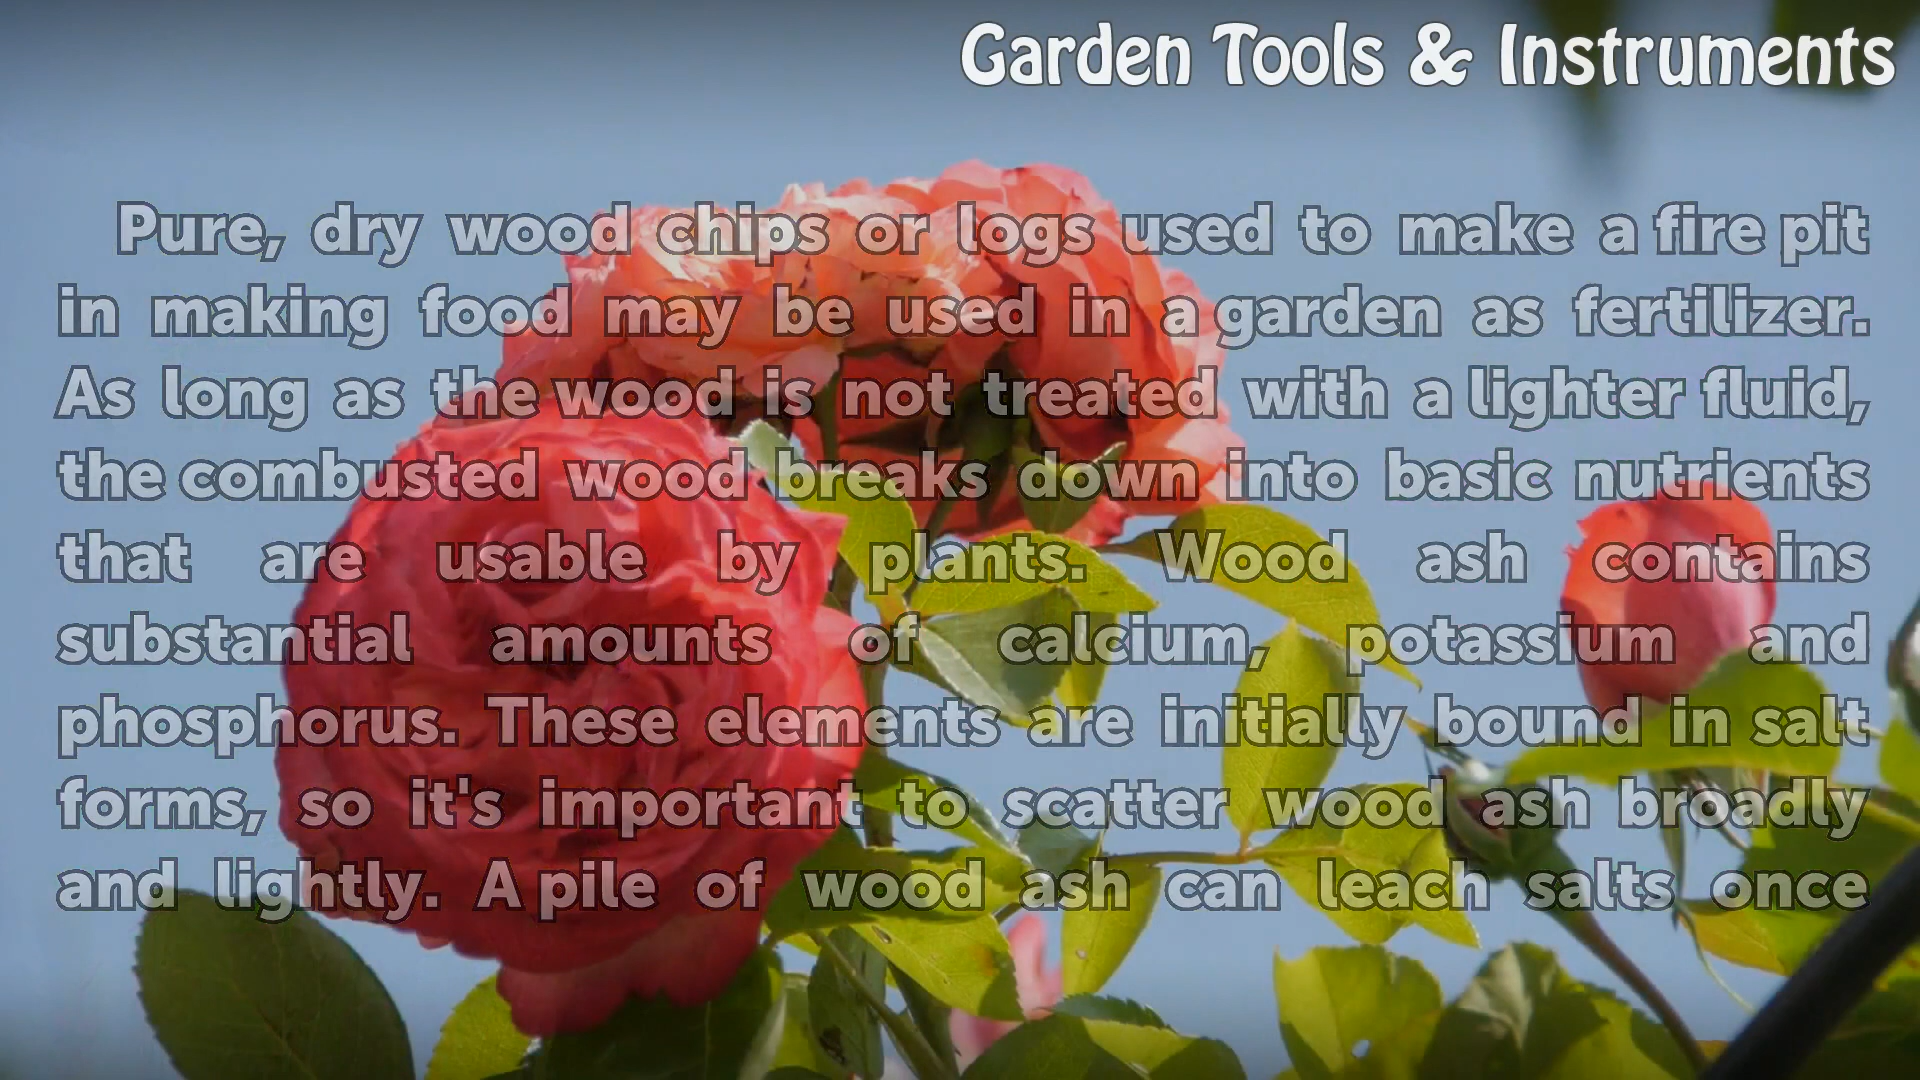 Garden Tools & Instruments
Pure, dry wood chips or logs used to make a fire pit
in making food may be used in a garden as fertilizer.
As long as the wood is not treated with a lighter fluid,
the combusted wood breaks down into basic nutrients
that are usable by plants. Wood ash contains
substantial amounts of calcium, potassium and
phosphorus. These elements are initially bound in salt
forms, so it's important to scatter wood ash broadly
and lightly. A pile of wood ash can leach salts once